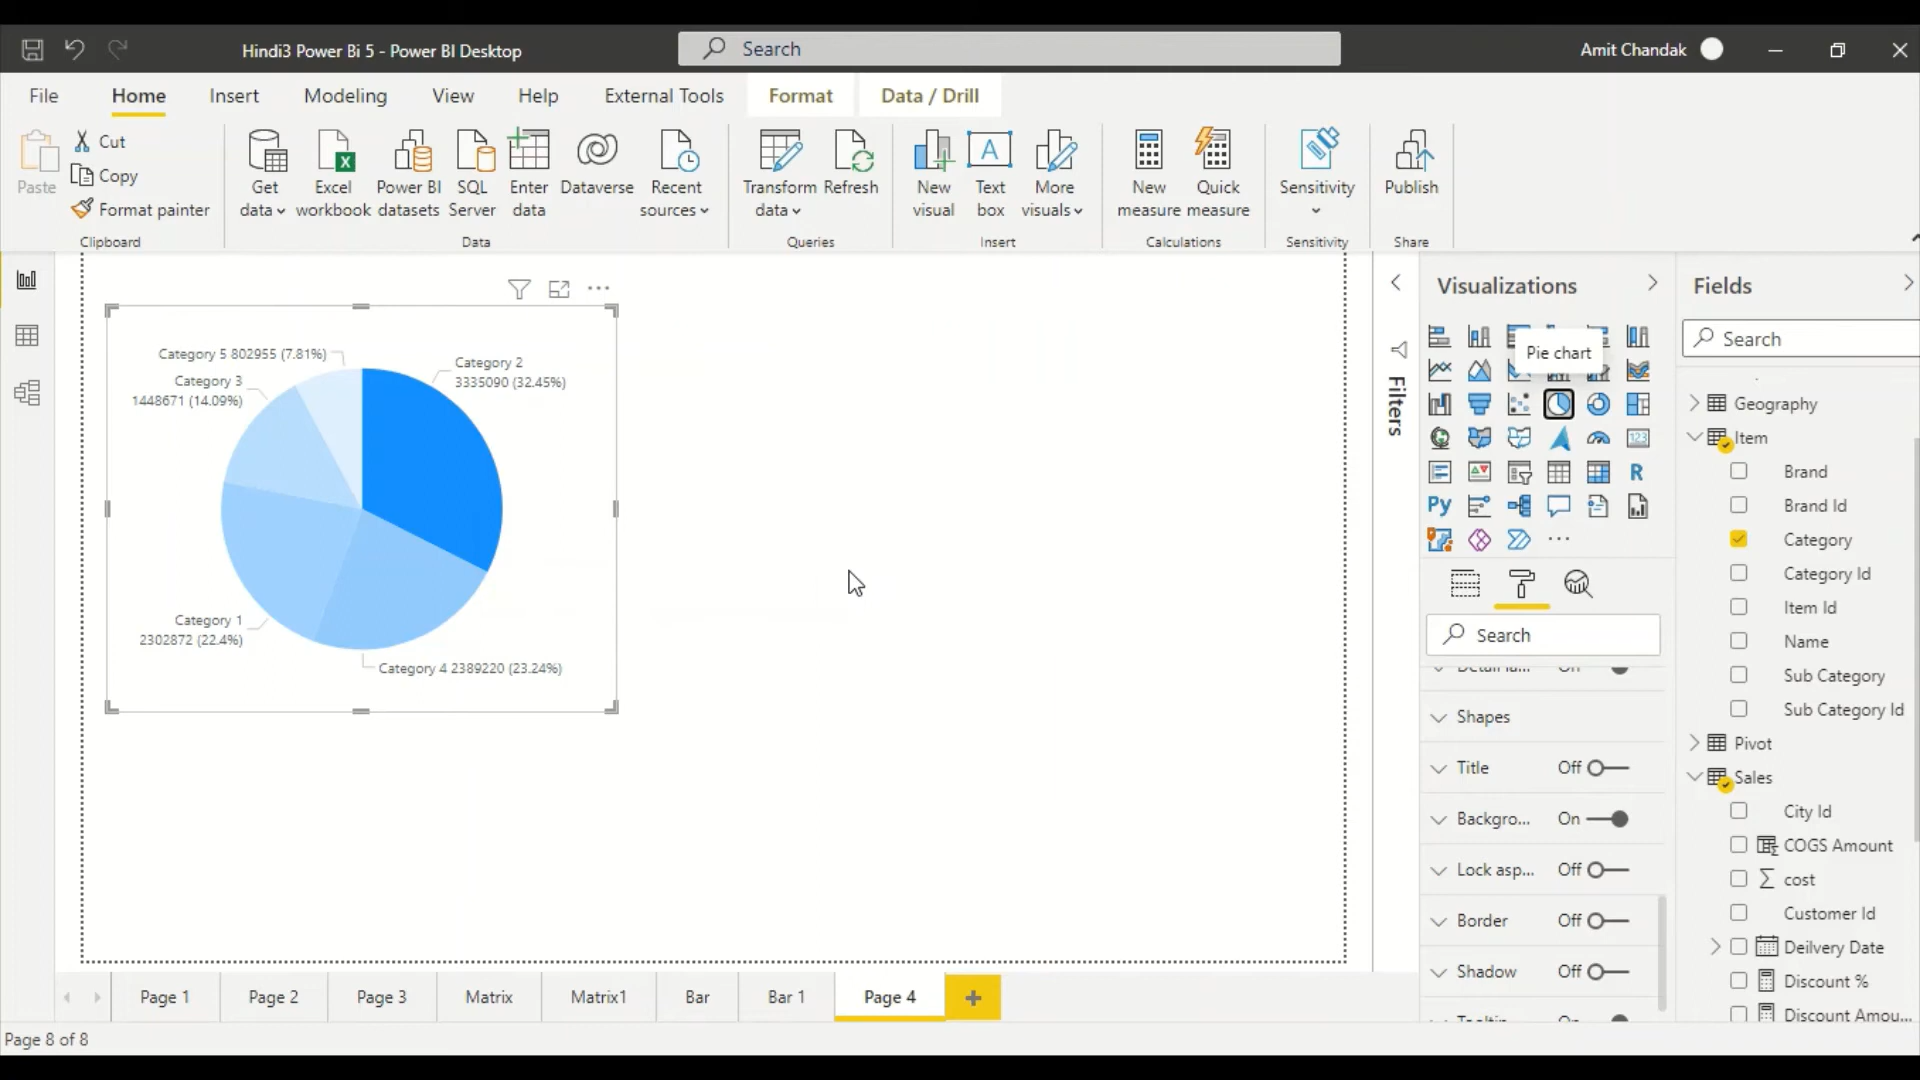 Hindi3 Power Bi 5 - Power BI Desktop
Search
Amit Chandak
File
Home
Insert
Modeling
View
Help
External Tools
Format
Data / Drill
Paste
Cut
Copy
Format painter
Clipboard
Get
data
Excel
workbook
Power BI
datasets
SQL
Server
Enter
data
Dataverse
Recent
sources
Data
Transform
data
Refresh
Queries
New
visual
A
Text
box
More
visuals
Insert
New
measure
Quick
measure
Calculations
Sensitivity
Sensitivity
Publish
Share
Category 5 802955 (7.81%)
Category 2
3335090 (32.45%)
Category 3
1448671 (14.09%)
Category 1
2302872 (22.4%)
Category 4 2389220 (23.24%)
Filters
Visualizations
Pie chart
123
R
Py
Search
On
Shapes
Title Off
Backgro... On
Lock asp... Off
Border Off
Shadow Off
On
Fields
Search
Geography
Item
Brand
Brand Id
Category
Category Id
Item Id
Name
Sub Category
Sub Category Id
Pivot
Sales
City Id
COGS Amount
cost
Customer Id
Deilvery Date
Discount %
Discount Amou...
Page 1
Page 2
Page 3
Matrix
Matrix1
Bar
Bar 1
Page 4
Page 8 of 8